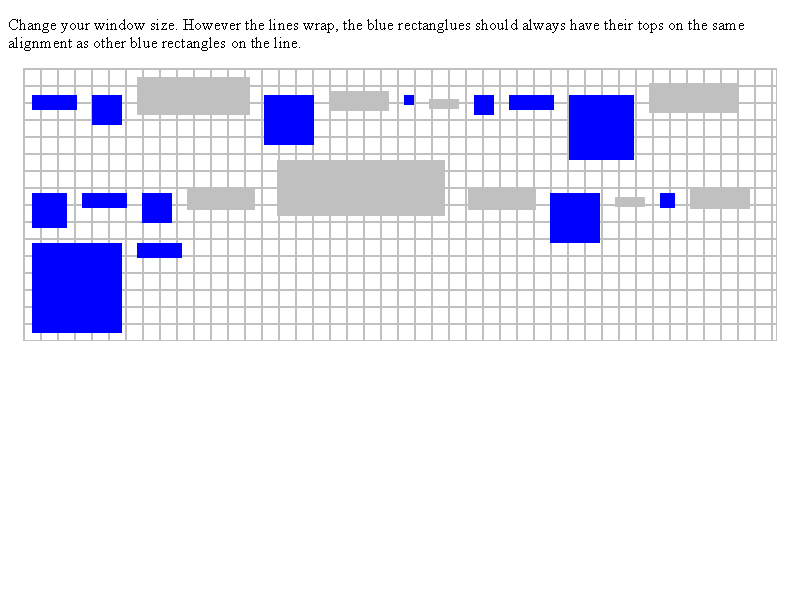 Change your window size. However the lines wrap, the blue rectanglues should always have their tops on the same
alignment as other blue rectangles on the line.